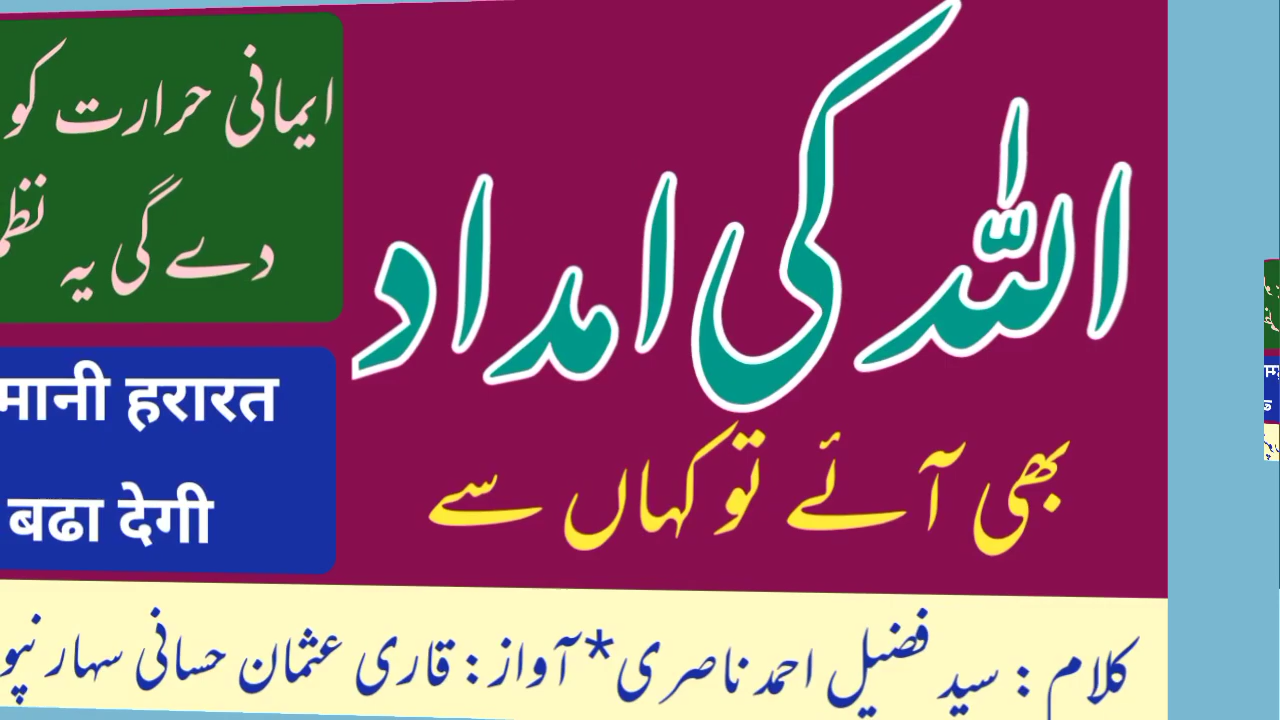 اللہ کی امداد
بھی آئے تو کہاں سے
ایمانی حرارت کو
دے گی یہ
हरारत
बढा देगी
کلام : سید فضیل احمد ناصری * آواز : قاری عثمان حسانی